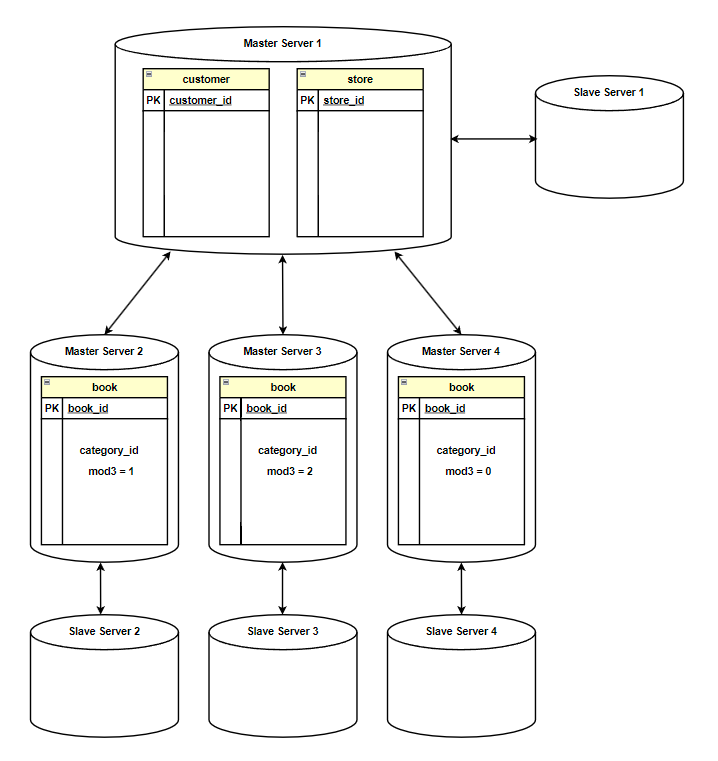 Master Server 1
customer
PK customer_id
store
PK store_id
Slave Server 1
Master Server 2
book
PK book_id
category_id
mod3 = 1
Master Server 3
book
PK book_id
category_id
mod3 = 2
Master Server 4
book
PK book_id
category_id
mod3 = 0
Slave Server 2
Slave Server 3
Slave Server 4